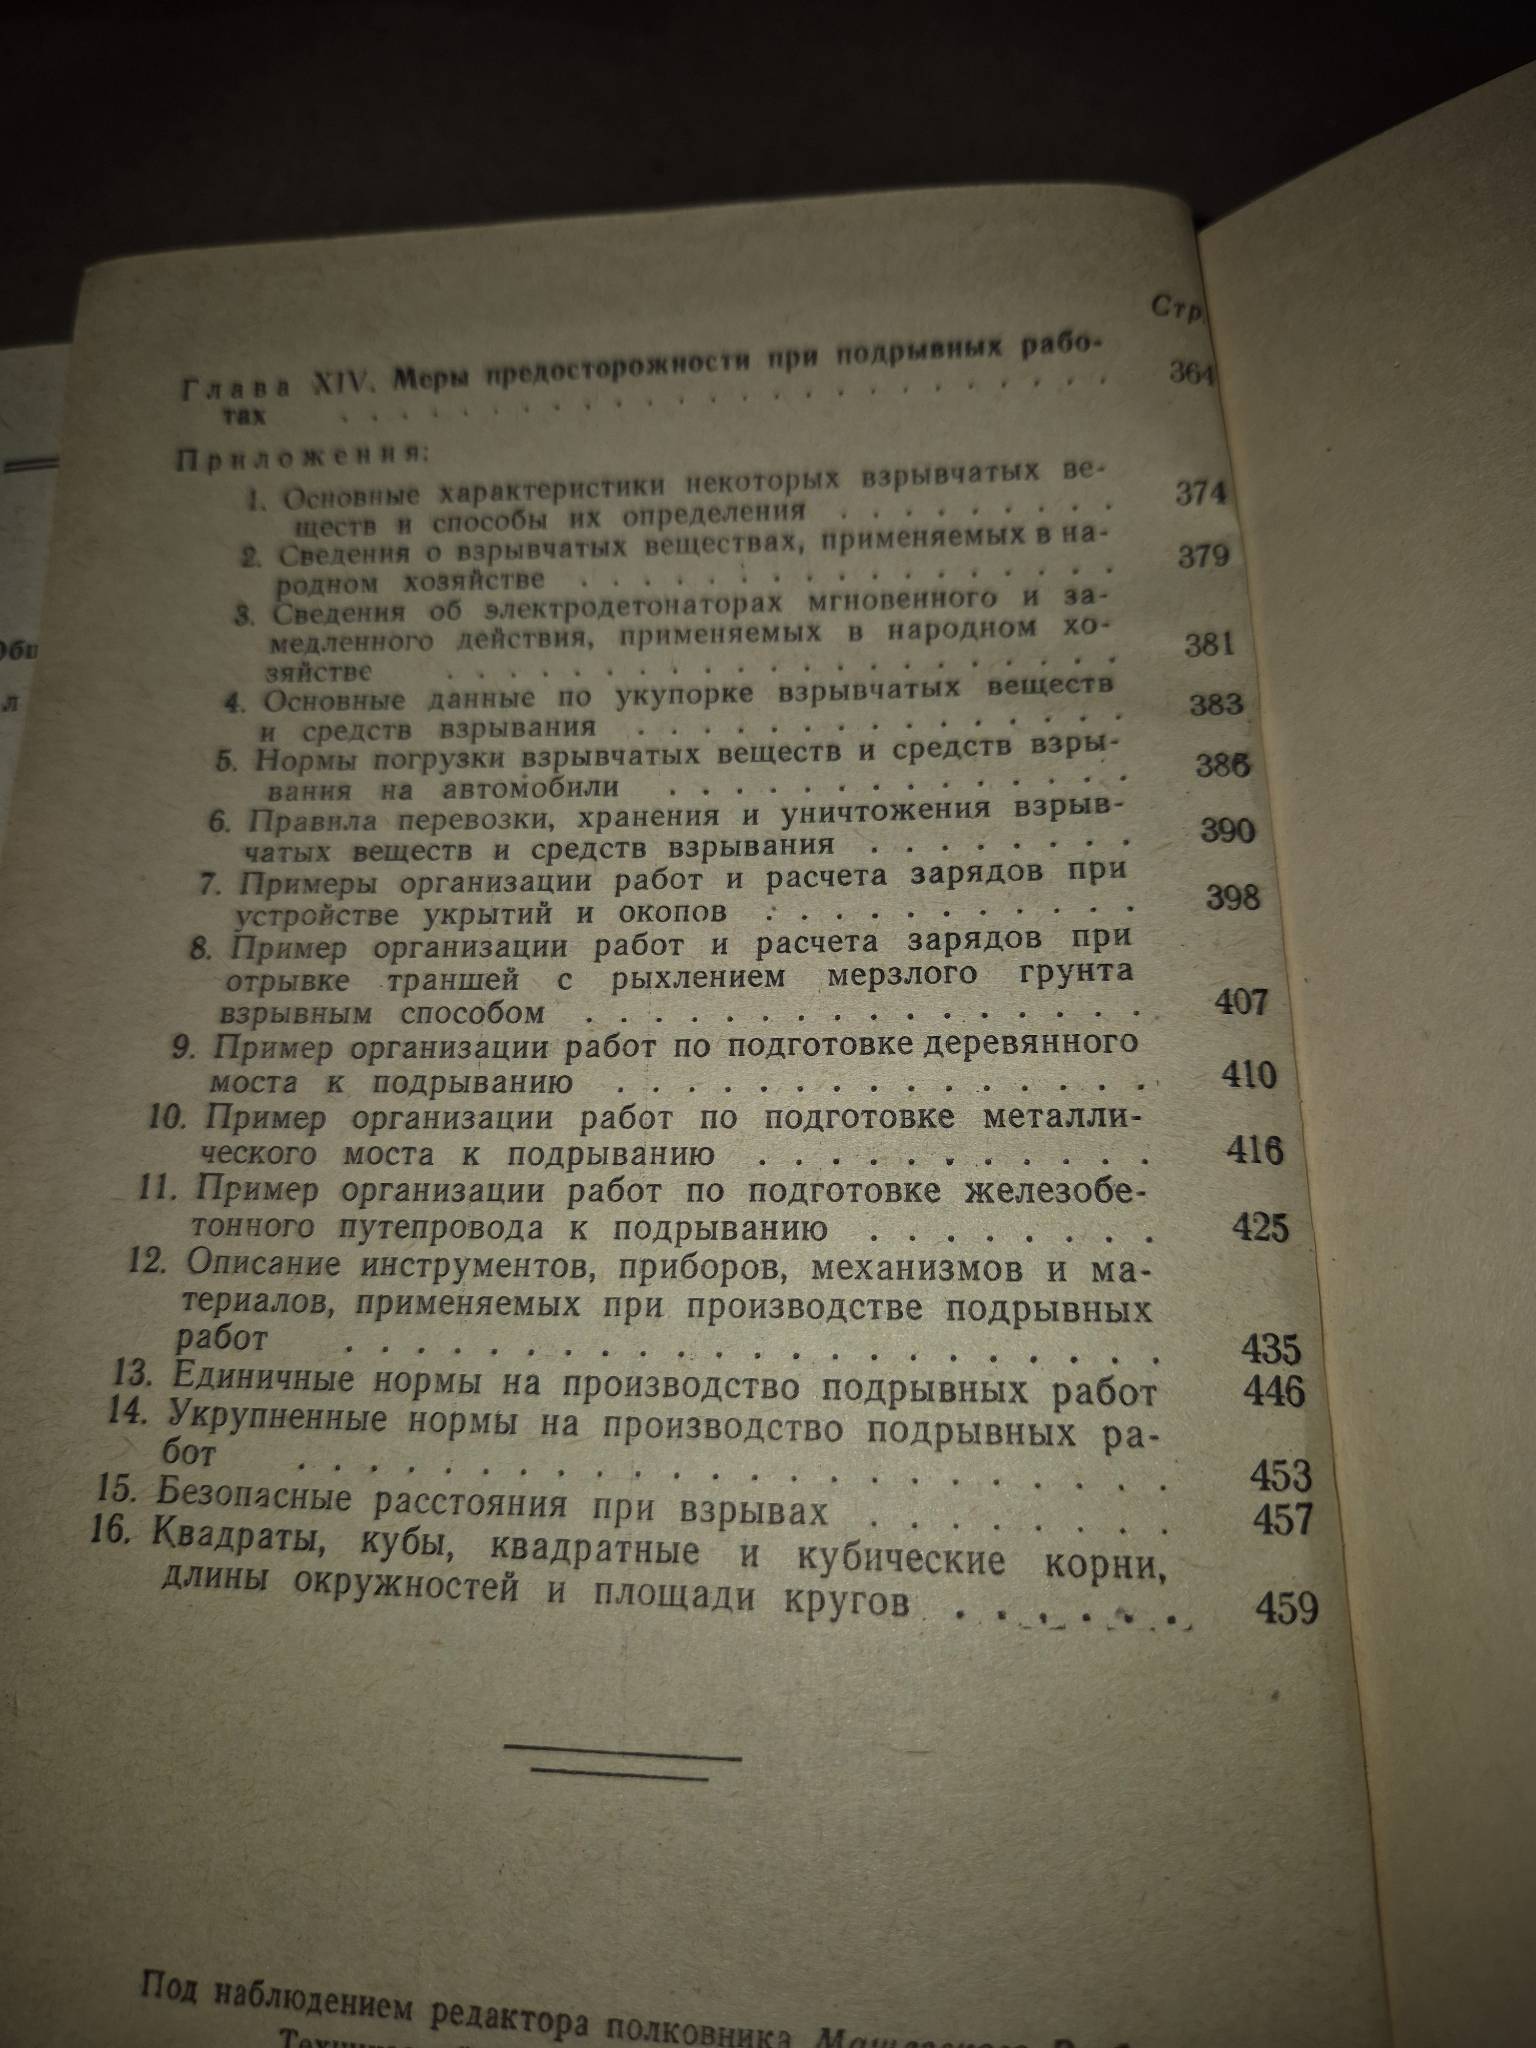 Стр.
Глава XIV. Меры предосторожности при подрывных рабо-
тах . . . . . . . . . . . . . . . . . . . 364
Приложения:
1. Основные характеристики некоторых взрывчатых ве-
ществ и способы их определения . . . . . . . . . 374
2. Сведения о взрывчатых веществах, применяемых в на-
родном хозяйстве . . . . . . . . . . . . . . . 379
3. Сведения об электродетонаторах мгновенного и за-
медленного действия, применяемых в народном хо-
зяйстве . . . . . . . . . . . . . . . . . . 381
4. Основные данные по укупорке взрывчатых веществ
и средств взрывания . . . . . . . . . . . . . . 383
5. Нормы погрузки взрывчатых веществ и средств взры-
вания на автомобили . . . . . . . . . . . . . 386
6. Правила перевозки, хранения и уничтожения взрыв-
чатых веществ и средств взрывания . . . . . . . . 390
7. Примеры организации работ и расчета зарядов при
устройстве укрытий и окопов . . . . . . . . . . . 398
8. Пример организации работ и расчета зарядов при
отрывке траншей с рыхлением мерзлого грунта
взрывным способом . . . . . . . . . . . . . . . . 407
9. Пример организации работ по подготовке деревянного
моста к подрыванию . . . . . . . . . . . . . . . 410
10. Пример организации работ по подготовке металли-
ческого моста к подрыванию . . . . . . . . . . . . 416
11. Пример организации работ по подготовке железобе-
тонного путепровода к подрыванию . . . . . . . . 425
12. Описание инструментов, приборов, механизмов и ма-
териалов, применяемых при производстве подрывных
работ . . . . . . . . . . . . . . . . . . . . . . . 435
13. Единичные нормы на производство подрывных работ 446
14. Укрупненные нормы на производство подрывных ра-
бот . . . . . . . . . . . . . . . . . . . . . . . . 453
15. Безопасные расстояния при взрывах . . . . . . . . 457
16. Квадраты, кубы, квадратные и кубические корни,
длины окружностей и площади кругов . . . . . . . 459
Под наблюдением редактора полковника